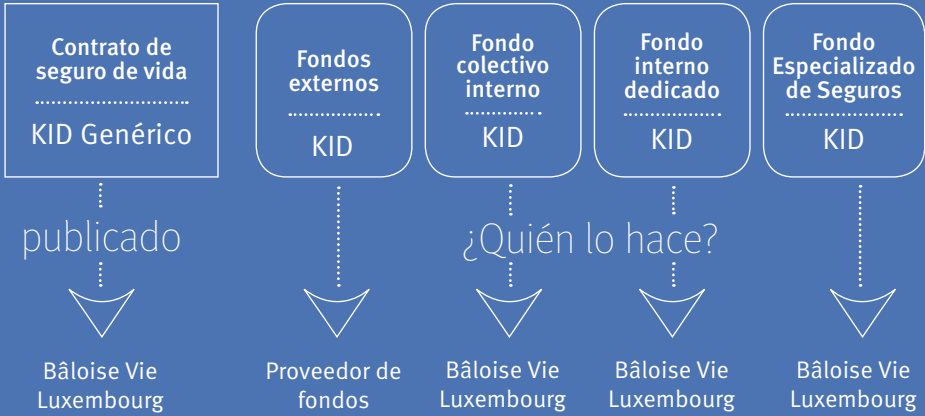 Contrato de
seguro de vida
KID Genérico
Fondos
externos
KID
Fondo
colectivo
interno
KID
Fondo
interno
dedicado
KID
Fondo
Especializado
de Seguros
KID
publicado
¿Quién lo hace?
Bâloise Vie
Luxembourg
Proveedor de
fondos
Bâloise Vie
Luxembourg
Bâloise Vie
Luxembourg
Bâloise Vie
Luxembourg